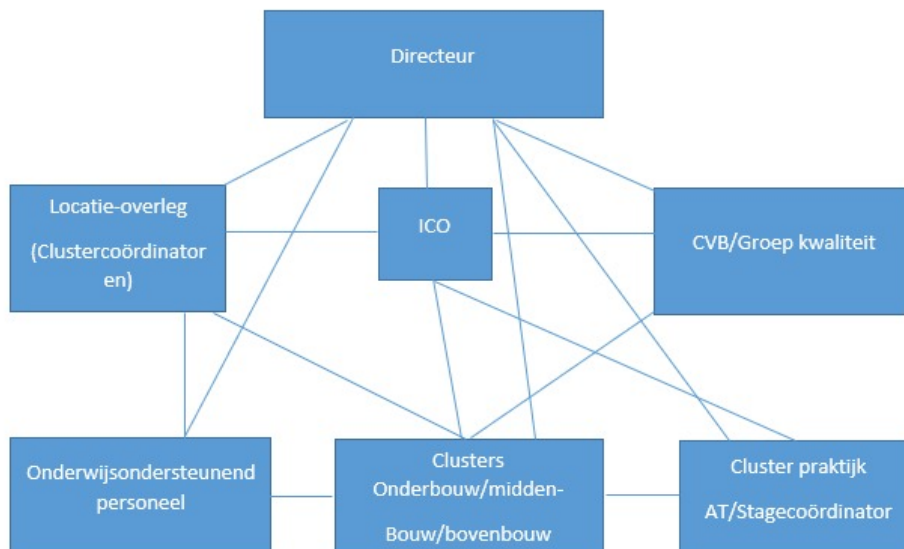 Directeur
Locatie-overleg
(Clustercoördinator
en)
ICO
CVB/Groep kwaliteit
Onderwijsondersteunend
personeel
Clusters
Onderbouw/midden-
Bouw/bovenbouw
Cluster praktijk
AT/Stagecoördinator